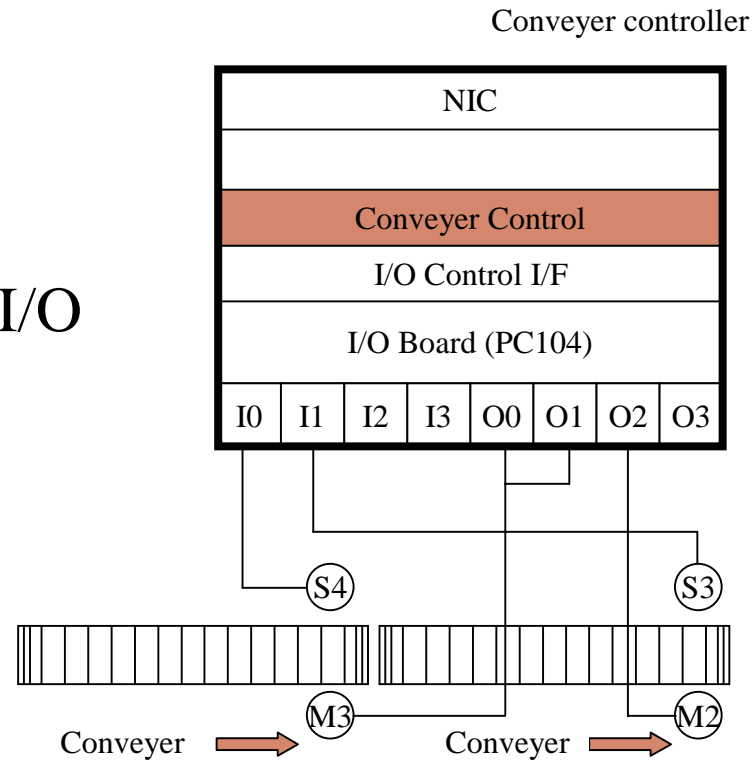 Conveyer controller
NIC
Conveyer Control
I/O Control I/F
I/O
I/O Board (PC104)
I0 I1 I2 I3 O0 O1 O2 O3
S4 S3
M3 M2
Conveyer Conveyer